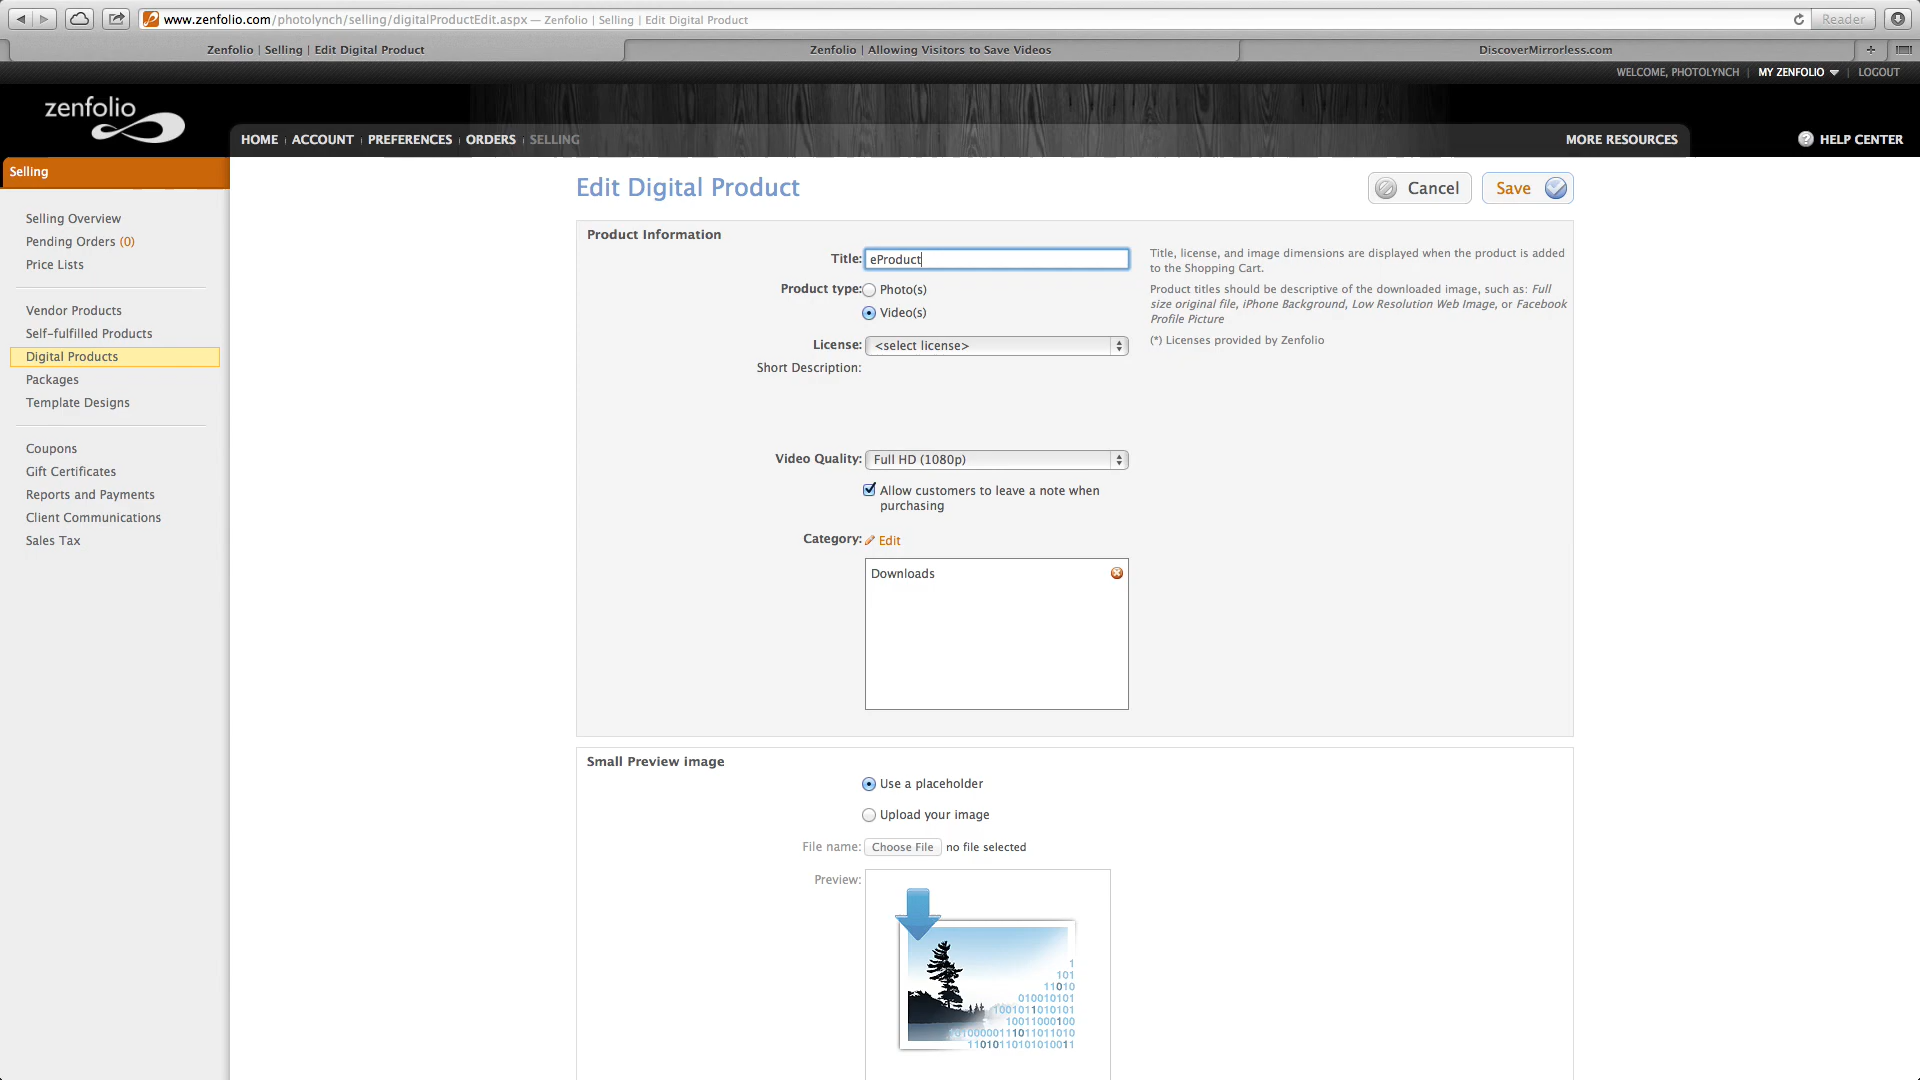 www.zenfolio.com/photolynch/selling/digitalProductEdit.aspx — Zenfolio | Selling | Edit Digital Product
Reader
Zenfolio | Selling | Edit Digital Product
Zenfolio | Allowing Visitors to Save Videos
DiscoverMirrorless.com
WELCOME, PHOTOLYNCH
MY ZENFOLIO
LOGOUT
zenfolio
HOME
ACCOUNT
PREFERENCES
ORDERS
SELLING
MORE RESOURCES
HELP CENTER
Selling
Selling Overview
Pending Orders (0)
Price Lists
Vendor Products
Self-fulfilled Products
Digital Products
Packages
Template Designs
Coupons
Gift Certificates
Reports and Payments
Client Communications
Sales Tax
Edit Digital Product
Cancel
Save
Product Information
Title: eProduct
Product type: Photo(s)
Video(s)
License: <select license>
Short Description:
Title, license, and image dimensions are displayed when the product is added
to the Shopping Cart.
Product titles should be descriptive of the downloaded image, such as: Full
size original file, iPhone Background, Low Resolution Web Image, or Facebook
Profile Picture
(*) Licenses provided by Zenfolio
Video Quality: Full HD (1080p)
Allow customers to leave a note when
purchasing
Category: Edit
Downloads
Small Preview image
Use a placeholder
Upload your image
File name: Choose File no file selected
Preview:
1
101
11010
010010101
1001011010101
10011000100
1010000011101101 1010
1101011010101001 1